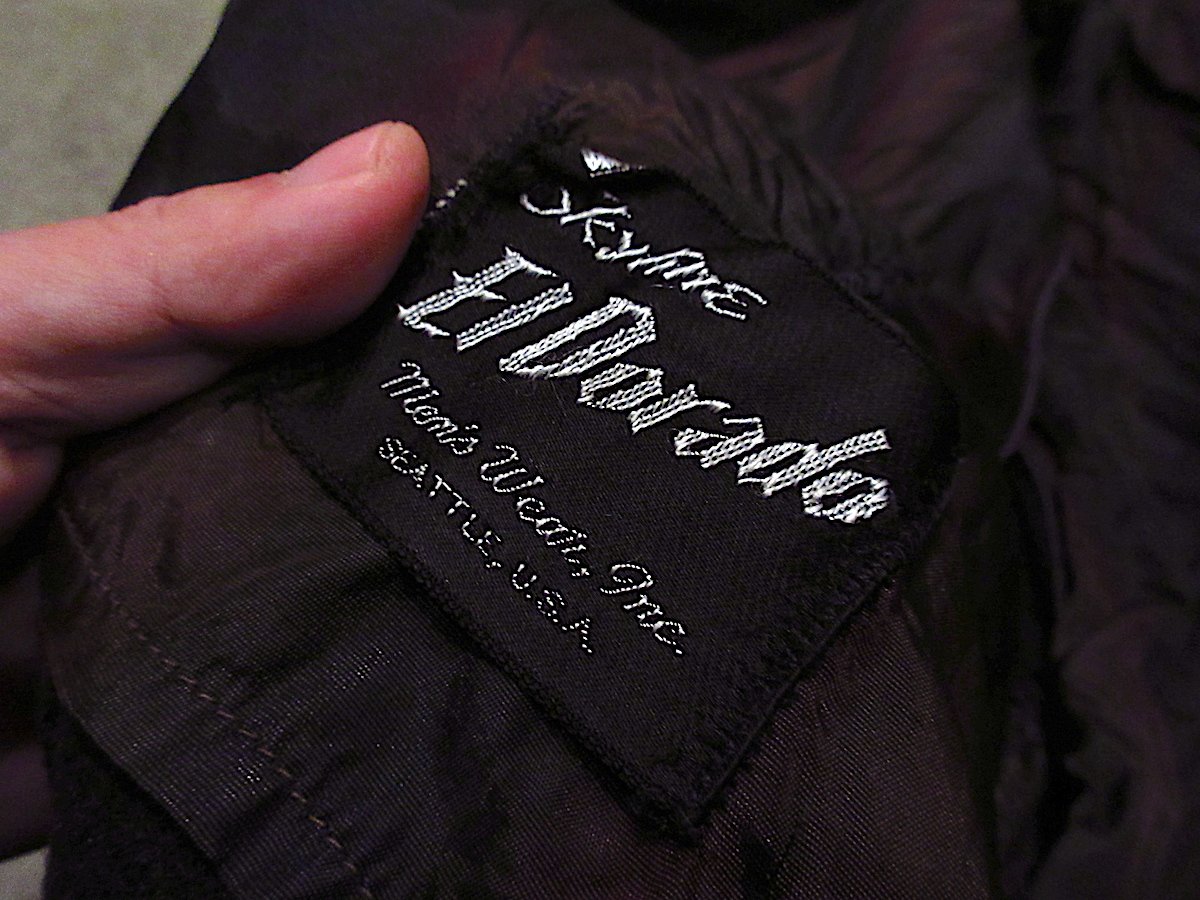 Skyline
El Dorado
Men's Wear, Inc.
SEATTLE, U.S.A.